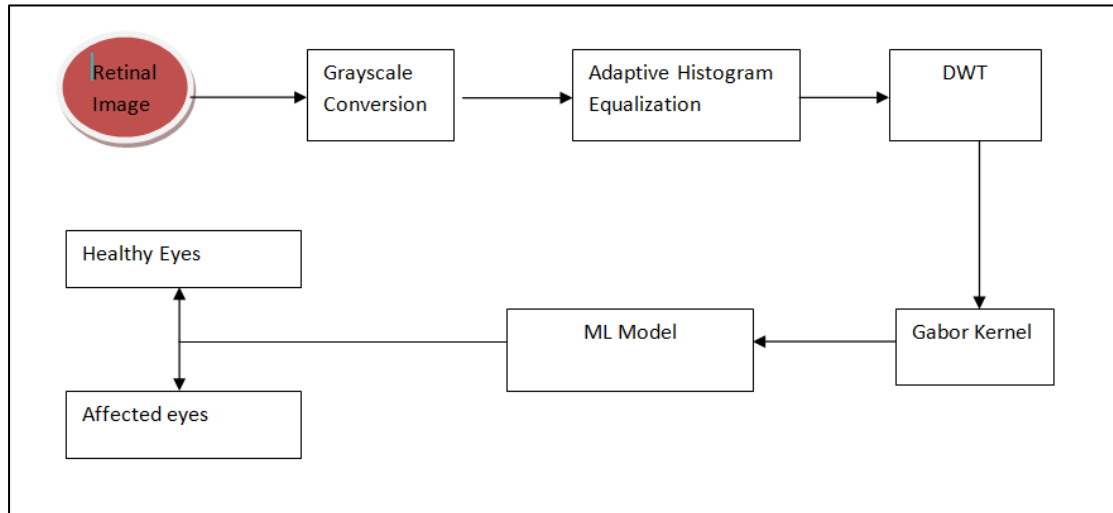 Retinal
Image
Grayscale
Conversion
Adaptive Histogram
Equalization
DWT
Healthy Eyes
ML Model
Gabor Kernel
Affected eyes